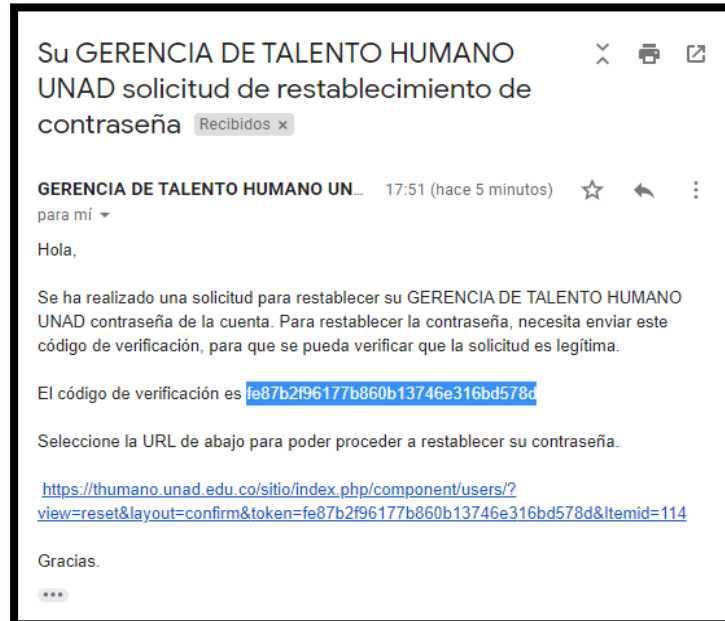 Su GERENCIA DE TALENTO HUMANO
UNAD solicitud de restablecimiento de
contraseña Recibidos x
GERENCIA DE TALENTO HUMANO UN... 17:51 (hace 5 minutos)
para mí
Hola,
Se ha realizado una solicitud para restablecer su GERENCIA DE TALENTO HUMANO
UNAD contraseña de la cuenta. Para restablecer la contraseña, necesita enviar este
código de verificación, para que se pueda verificar que la solicitud es legítima.
El código de verificación es fe87b2f96177b860b13746e316bd578d
Seleccione la URL de abajo para poder proceder a restablecer su contraseña.
https://thumano.unad.edu.co/sitio/index.php/component/users/?
view=reset&layout=confirm&token=fe87b2f96177b860b13746e316bd578d&Itemid=114
Gracias.